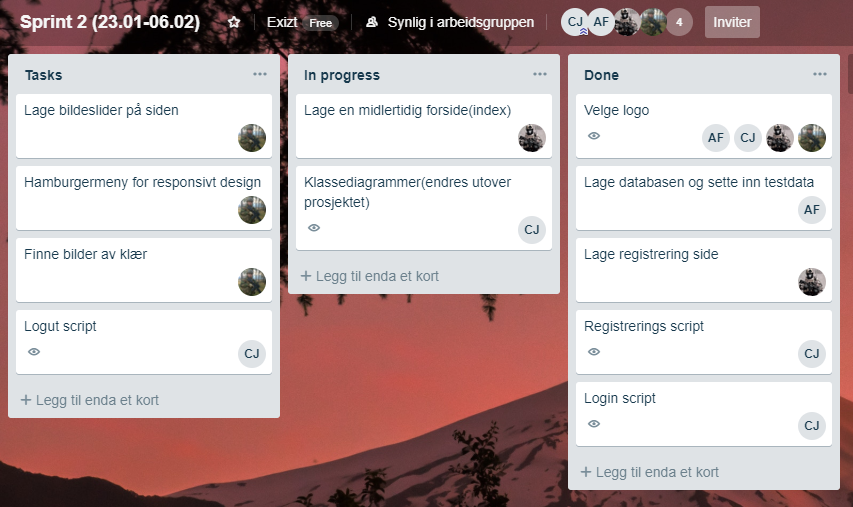 Sprint 2 (23.01-06.02)
Exizt
Free
Synlig i arbeidsgruppen
CJ
AF
4
Inviter
Tasks
Lage bildeslider på siden
Hamburgermeny for responsivt design
Finne bilder av klær
Logut script
CJ
+ Legg til enda et kort
In progress
Lage en midlertidig forside(index)
Klassediagrammer(endres utover
prosjektet)
CJ
+ Legg til enda et kort
Done
Velge logo
AF
CJ
Lage databasen og sette inn testdata
AF
Lage registrering side
Registrerings script
CJ
Login script
CJ
+ Legg til enda et kort